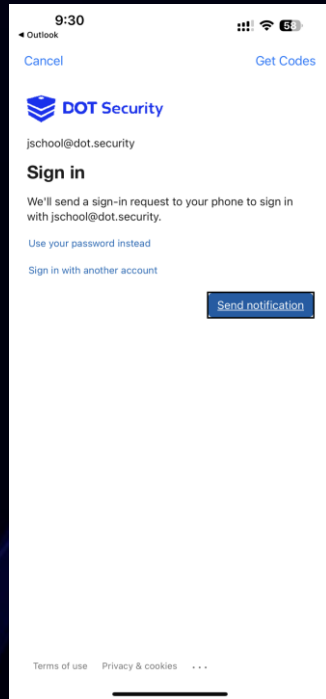 9:30
58
◀ Outlook
Cancel
Get Codes
DOT Security
jschool@dot.security
Sign in
We'll send a sign-in request to your phone to sign in
with jschool@dot.security.
Use your password instead
Sign in with another account
Send notification
Terms of use Privacy & cookies ...